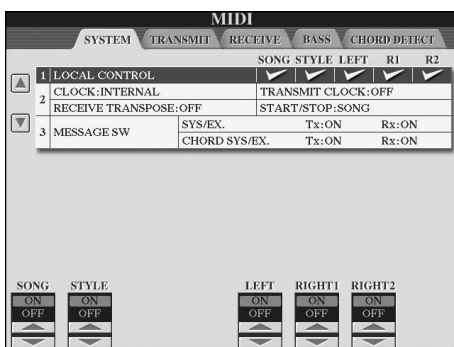 MIDI
SYSTEM TRANSMIT RECEIVE BASS CHORD DETECT
SONG STYLE LEFT R1 R2
1 LOCAL CONTROL
2 CLOCK:INTERNAL TRANSMIT CLOCK:OFF
RECEIVE TRANSPOSE:OFF START/STOP:SONG
3 MESSAGE SW SYS/EX. Tx:ON Rx:ON
CHORD SYS/EX. Tx:ON Rx:ON
SONG STYLE LEFT RIGHT1 RIGHT2
ON ON ON ON ON
OFF OFF OFF OFF OFF